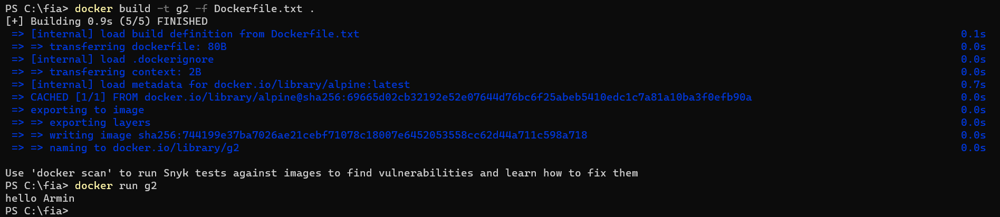 PS C:\fia> docker build -t g2 -f Dockerfile.txt .
[+] Building 0.9s (5/5) FINISHED
=> [internal] load build definition from Dockerfile.txt 0.1s
=> => transferring dockerfile: 80B 0.0s
=> [internal] load .dockerignore 0.0s
=> => transferring context: 2B 0.0s
=> [internal] load metadata for docker.io/library/alpine:latest 0.7s
=> CACHED [1/1] FROM docker.io/library/alpine@sha256:69665d02cb32192e52e07644d76bc6f25abeb5410edc1c7a81a10ba3f0efb90a 0.0s
=> exporting to image 0.0s
=> => exporting layers 0.0s
=> => writing image sha256:744199e37ba7026ae21cebf71078c18007e6452053558cc62d44a711c598a718 0.0s
=> => naming to docker.io/library/g2 0.0s
Use 'docker scan' to run Snyk tests against images to find vulnerabilities and learn how to fix them
PS C:\fia> docker run g2
hello Armin
PS C:\fia>